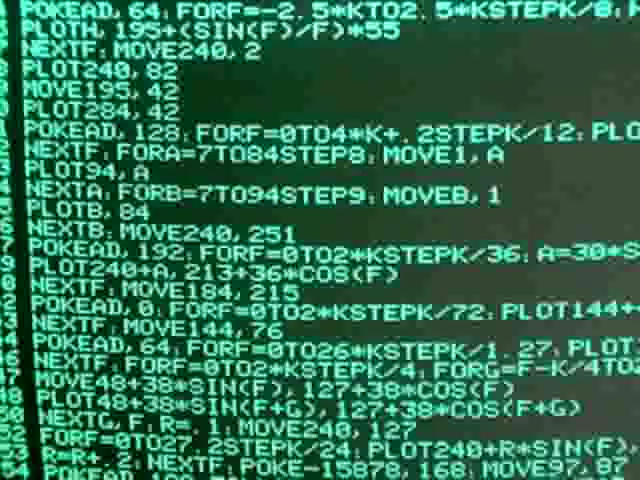 POKEAD, 64: FORF=-2.5*KTO2.5*KSTEPK/8:
PLOTH, 195+(SIN(F)/F)*55
NEXTF: MOVE240, 2
PLOT240, 82
MOVE195, 42
PLOT284, 42
POKEAD, 128: FORF=0TO4*K+.2STEPK/12: PLO
NEXTF: FORA=7TO84STEP8: MOVE1, A
PLOT94, A
NEXTA: FORB=7TO94STEP9: MOVEB, 1
PLOTB, 84
NEXTB: MOVE240, 251
POKEAD, 192: FORF=0TO2*KSTEPK/36: A=30*S
PLOT240+A, 213+36*COS(F)
NEXTF: MOVE184, 215
POKEAD, 0: FORF=0TO2*KSTEPK/72: PLOT144+
NEXTF: MOVE144, 76
POKEAD, 64: FORF=0TO26*KSTEPK/1.27: PLOT
NEXTF: FORF=0TO2*KSTEPK/4: FORG=F-K/4TO2
MOVE48+38*SIN(F), 127+38*COS(F)
PLOT48+38*SIN(F+G), 127+38*COS(F+G)
NEXTG, F: R=.1: MOVE240, 127
FORF=0TO27.2STEPK/24: PLOT240+R*SIN(F),
R=R+.2: NEXTF: POKE-15878, 168: MOVE97, 87